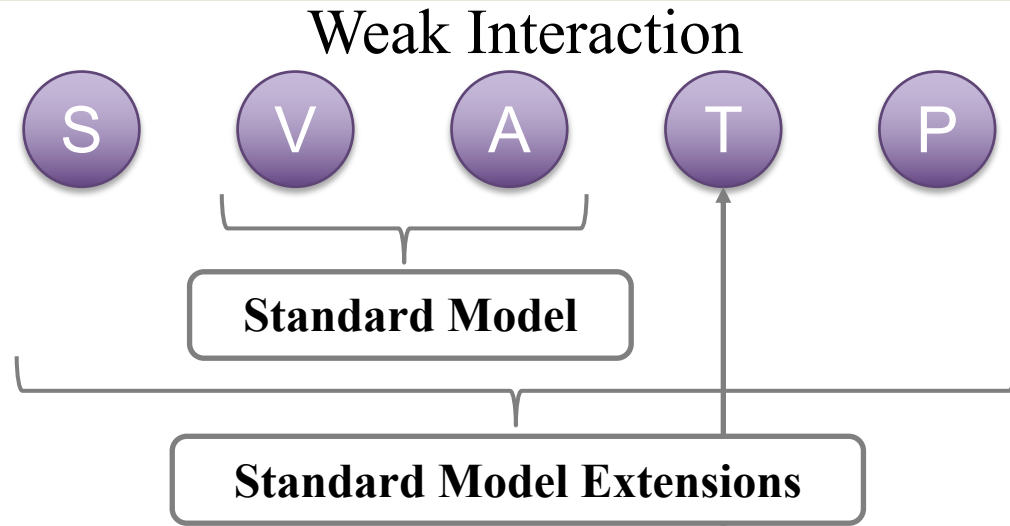 Weak Interaction
S V A T P
Standard Model
Standard Model Extensions